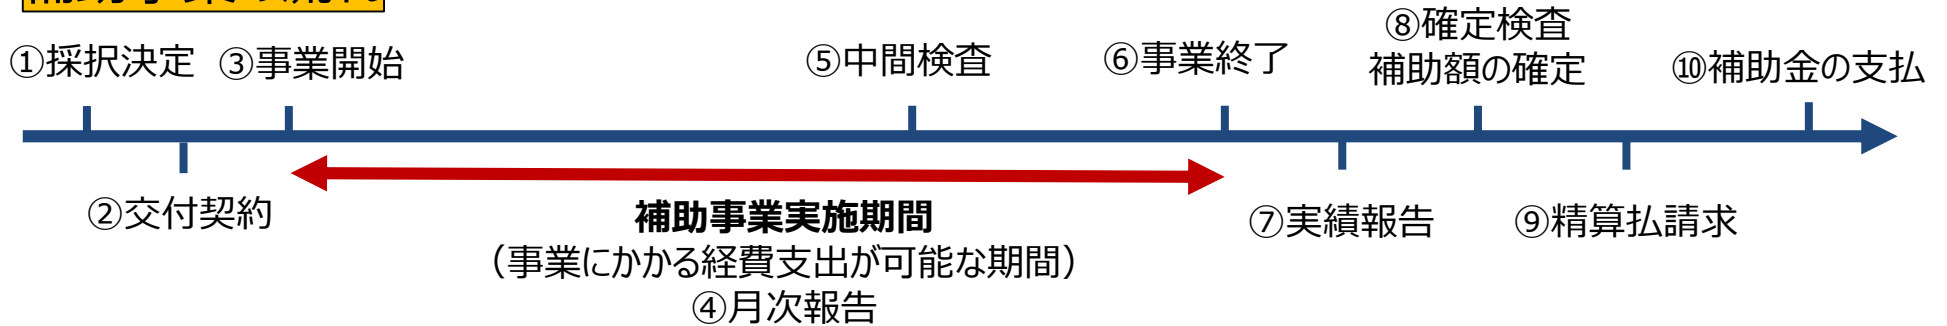 ①採択決定
③事業開始
⑤中間検査
⑥事業終了
⑧確定検査
補助額の確定
⑩補助金の支払
②交付契約
補助事業実施期間
（事業にかかる経費支出が可能な期間）
④月次報告
⑦実績報告
⑨精算払請求